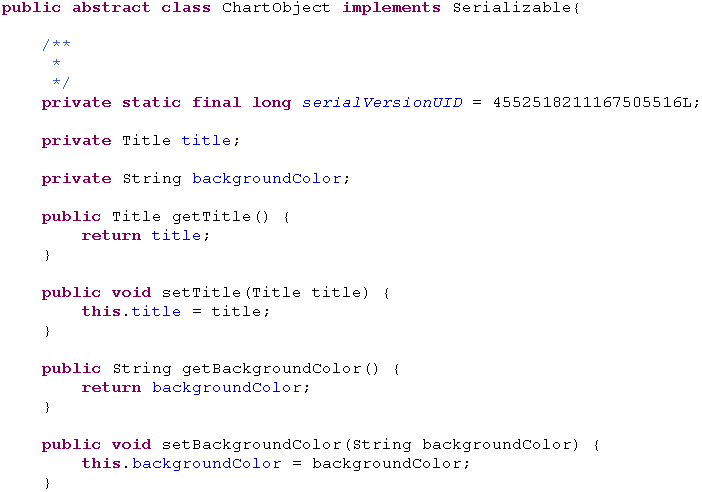 public abstract class ChartObject implements Serializable{
/**
*
*/
private static final long serialVersionUID = 4552518211167505516L;
private Title title;
private String backgroundColor;
public Title getTitle() {
return title;
}
public void setTitle(Title title) {
this.title = title;
}
public String getBackgroundColor() {
return backgroundColor;
}
public void setBackgroundColor(String backgroundColor) {
this.backgroundColor = backgroundColor;
}